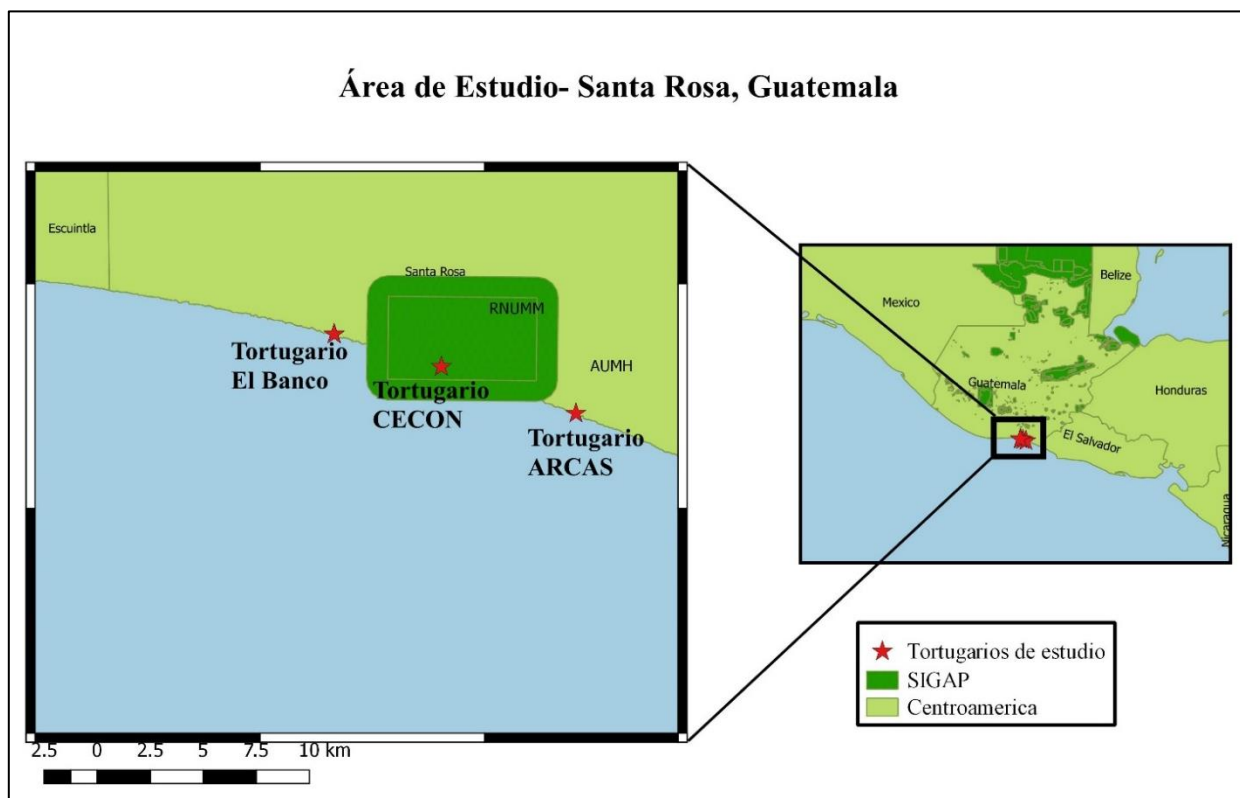 Área de Estudio- Santa Rosa, Guatemala
Escuintla
Santa Rosa
RNUMM
Tortugario
El Banco
Tortugario
CECON
AUMH
Tortugario
ARCAS
2.5 0 2.5 5 7.5 10 km
Belize
Mexico
Guatemala
Honduras
El Salvador
Nicaragua
Tortugarios de estudio
SIGAP
Centroamerica